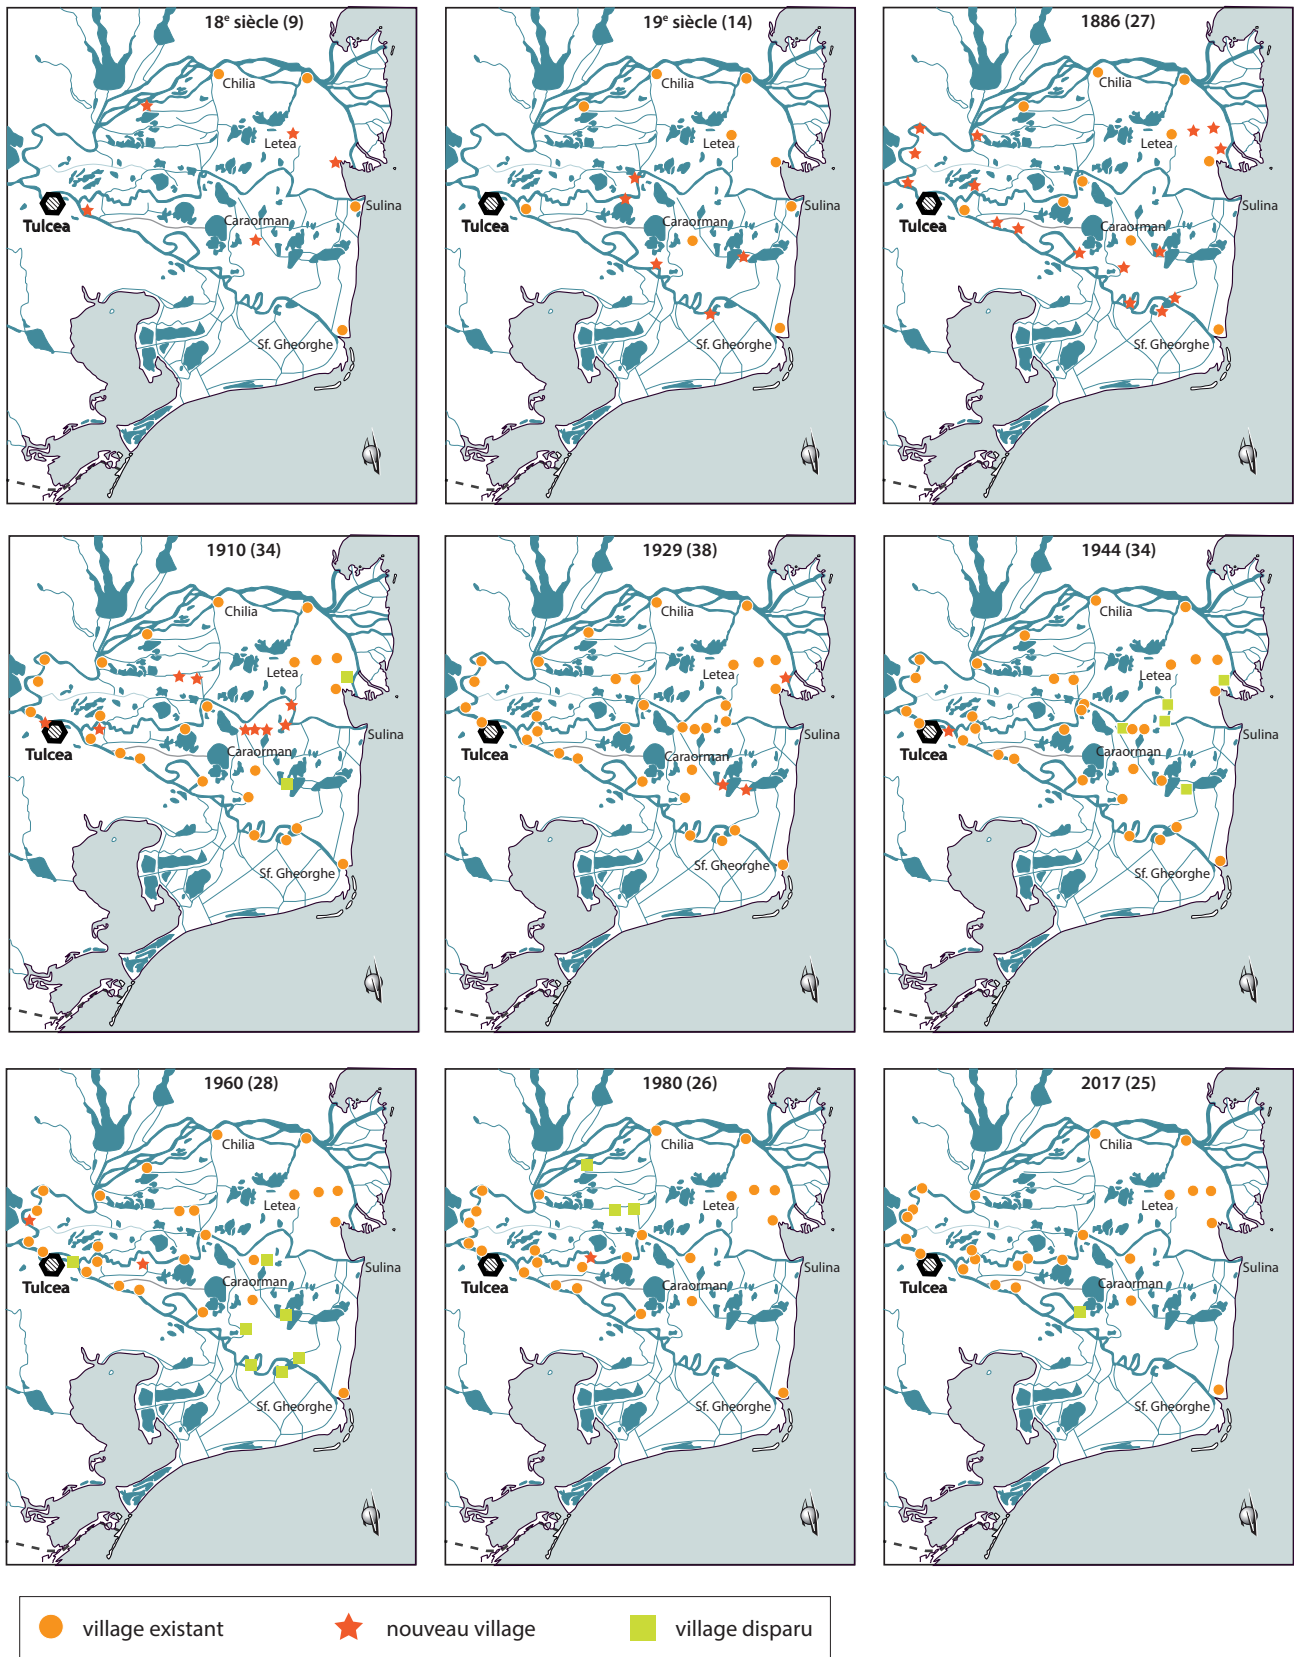 18e siècle (9)
Chilia
Letea
Sulina
Caraorman
Tulcea
Sf. Gheorghe
19e siècle (14)
Chilia
Letea
Sulina
Caraorman
Tulcea
Sf. Gheorghe
1886 (27)
Chilia
Letea
Sulina
Caraorman
Tulcea
Sf. Gheorghe
1910 (34)
Chilia
Letea
Sulina
Caraorman
Tulcea
Sf. Gheorghe
1929 (38)
Chilia
Letea
Sulina
Caraorman
Tulcea
Sf. Gheorghe
1944 (34)
Chilia
Letea
Sulina
Caraorman
Tulcea
Sf. Gheorghe
1960 (28)
Chilia
Letea
Sulina
Caraorman
Tulcea
Sf. Gheorghe
1980 (26)
Chilia
Letea
Sulina
Caraorman
Tulcea
Sf. Gheorghe
2017 (25)
Chilia
Letea
Sulina
Caraorman
Tulcea
Sf. Gheorghe
village existant
nouveau village
village disparu